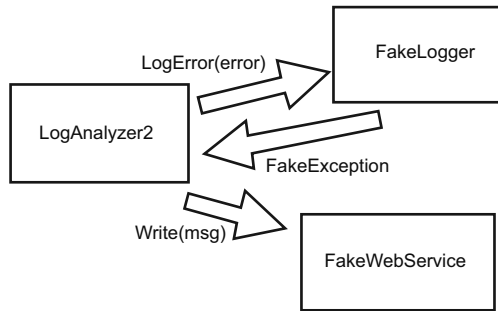 FakeLogger
LogError(error)
LogAnalyzer2
FakeException
Write(msg)
FakeWebService